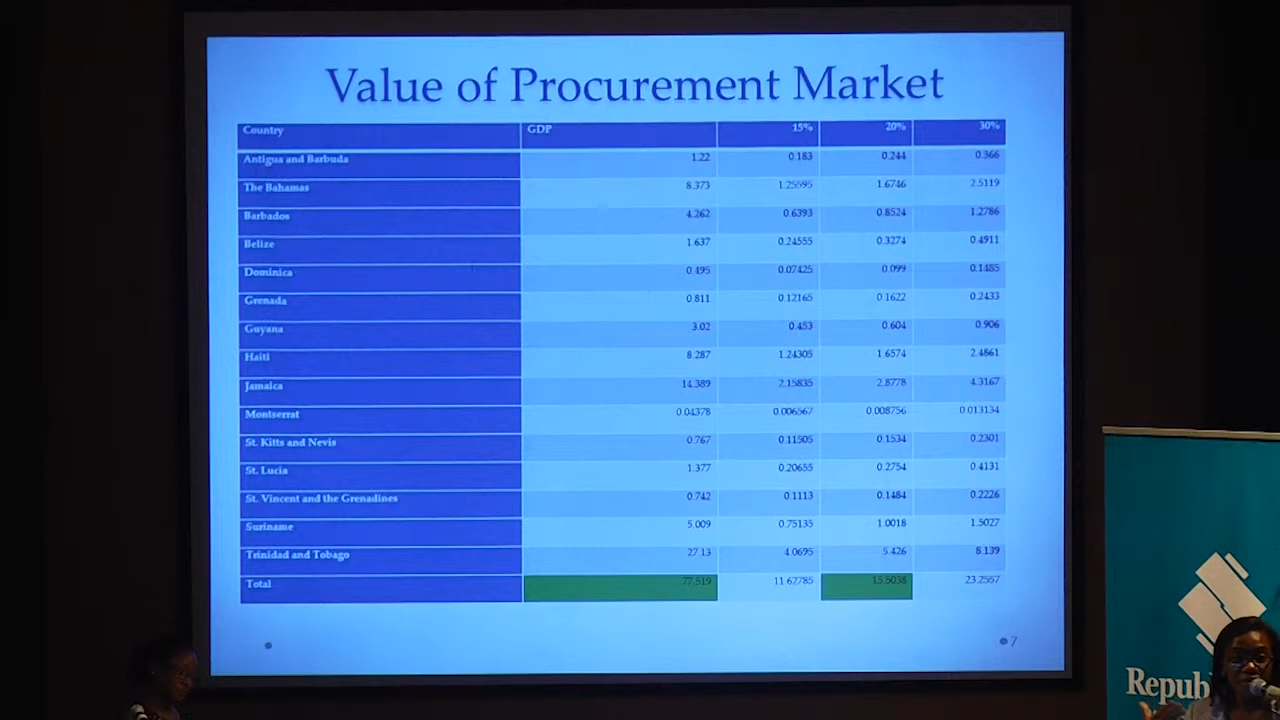 Value of Procurement Market
Country GDP 15% 20% 30%
Antigua and Barbuda 1.22 0.183 0.244 0.366
The Bahamas 8.373 1.25595 1.6746 2.5119
Barbados 4.262 0.6393 0.8524 1.2786
Belize 1.637 0.24555 0.3274 0.4911
Dominica 0.495 0.07425 0.099 0.1485
Grenada 0.811 0.12165 0.1622 0.2433
Guyana 3.02 0.453 0.604 0.906
Haiti 8.287 1.24305 1.6574 2.4861
Jamaica 14.389 2.15835 2.8778 4.3167
Montserrat 0.04378 0.006567 0.008756 0.013134
St. Kitts and Nevis 0.767 0.11505 0.1534 0.2301
St. Lucia 1.377 0.20655 0.2754 0.4131
St. Vincent and the Grenadines 0.742 0.1113 0.1484 0.2226
Suriname 5.009 0.75135 1.0018 1.5027
Trinidad and Tobago 27.13 4.0695 5.426 8.139
Total 77.519 11.62785 15.5038 23.2557
7
Repub